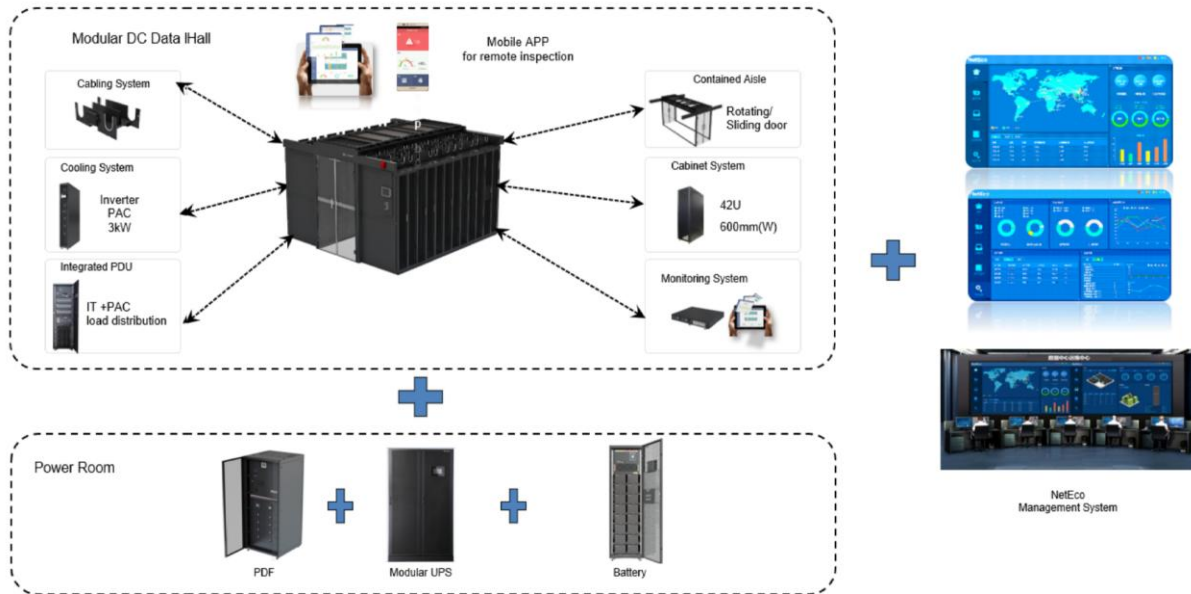 Modular DC Data lHall
Mobile APP
for remote inspection
Cabling System
Cooling System
Inverter
PAC
3kW
Integrated PDU
IT +PAC
load distribution
Contained Aisle
Rotating/
Sliding door
Cabinet System
42U
600mm(W)
Monitoring System
NetEco
NetEco
NetEco
Management System
Power Room
PDF
Modular UPS
Battery